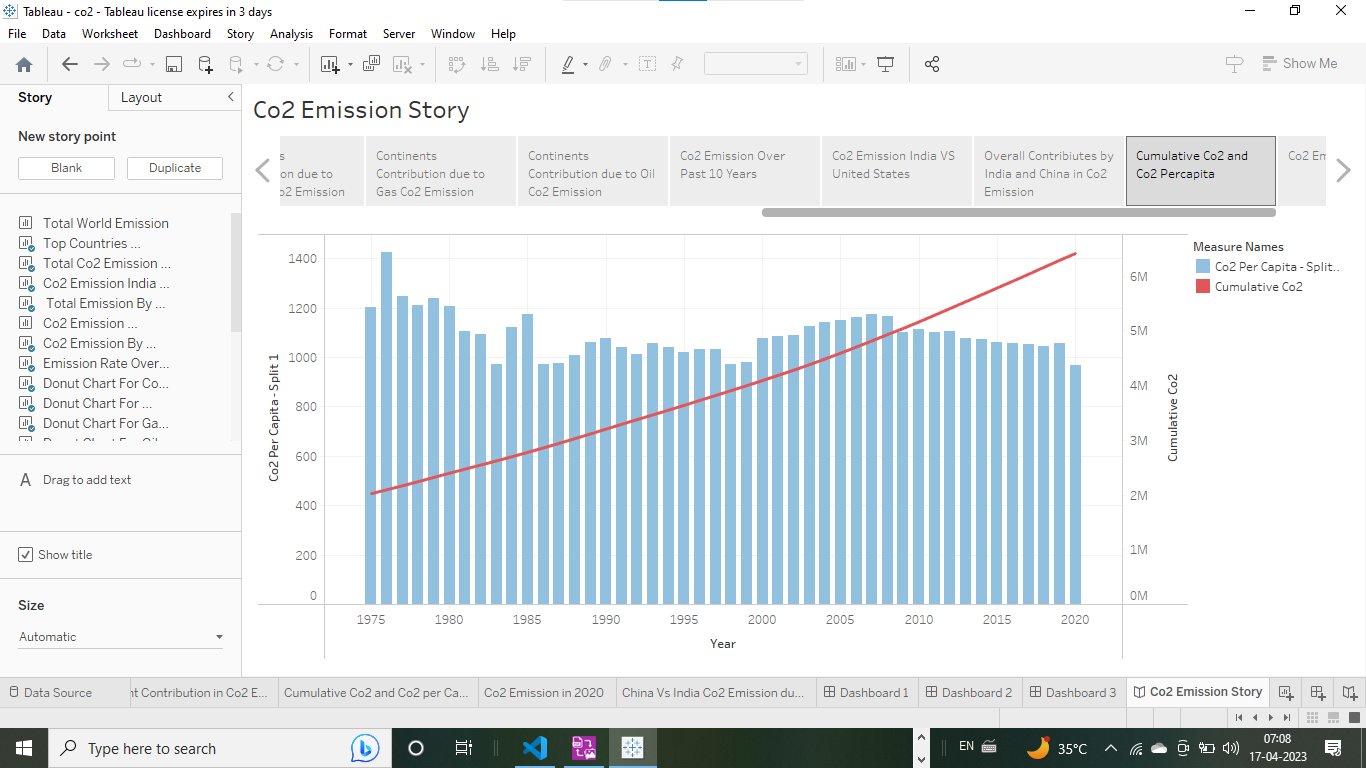 Tableau - co2 - Tableau license expires in 3 days
File Data Worksheet Dashboard Story Analysis Format Server Window Help
Show Me
Story Layout
New story point
Blank Duplicate
Total World Emission
Top Countries ...
Total Co2 Emission ...
Co2 Emission India ...
Total Emission By ...
Co2 Emission ...
Co2 Emission By ...
Emission Rate Over...
Donut Chart For Co...
Donut Chart For ...
Donut Chart For Ga...
A Drag to add text
Show title
Size
Automatic
Co2 Emission Story
s
on due to
o2 Emission
Continents
Contribution due to
Gas Co2 Emission
Continents
Contribution due to Oil
Co2 Emission
Co2 Emission Over
Past 10 Years
Co2 Emission India VS
United States
Overall Contribiutes by
India and China in Co2
Emission
Cumulative Co2 and
Co2 Percapita
Co2 Em
Co2 Per Capita - Split 1
1400
1200
1000
800
600
400
200
0
1975 1980 1985 1990 1995 2000 2005 2010 2015 2020
Year
6M
5M
4M
3M
2M
1M
0M
Cumulative Co2
Measure Names
Co2 Per Capita - Split..
Cumulative Co2
Data Source nt Contribution in Co2 E... Cumulative Co2 and Co2 per Ca... Co2 Emission in 2020 China Vs India Co2 Emission du... Dashboard 1 Dashboard 2 Dashboard 3 Co2 Emission Story
Type here to search
EN
35°C
07:08
17-04-2023